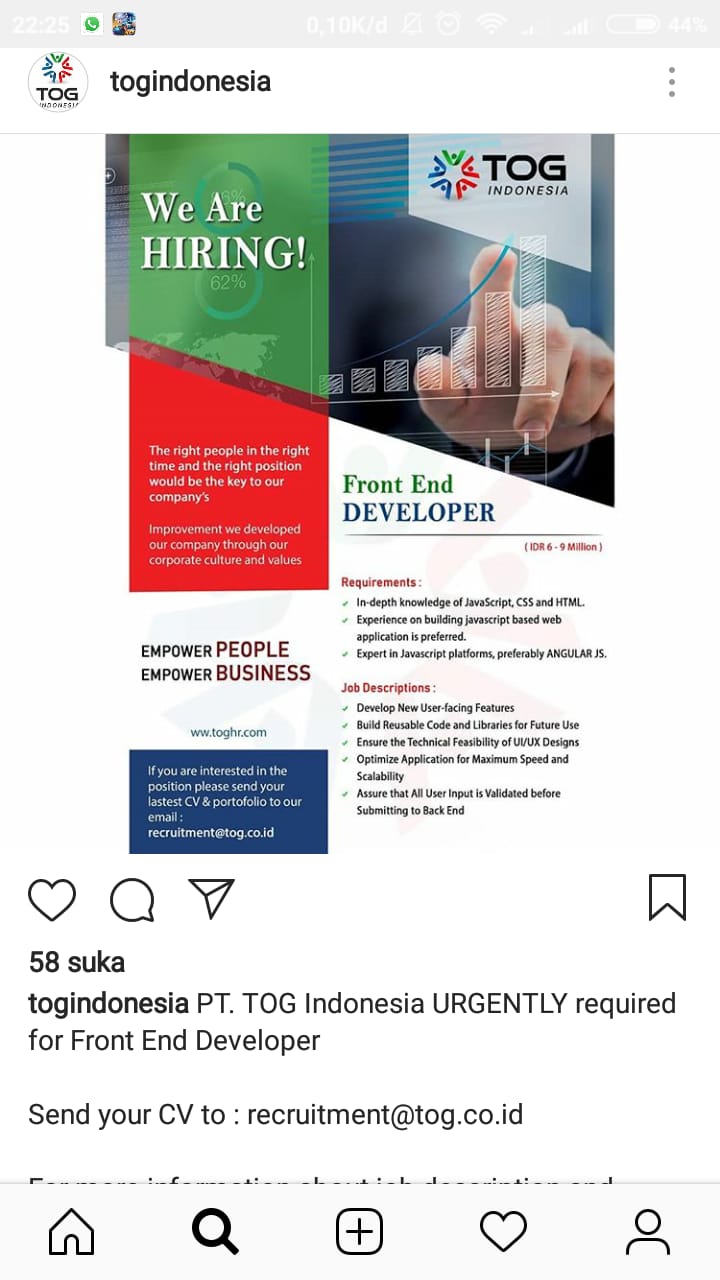 22:25
0,10K/d
44%
togindonesia
TOG
INDONESIA
We Are
HIRING!
62%
TOG
INDONESIA
The right people in the right
time and the right position
would be the key to our
company's
Improvement we developed
our company through our
corporate culture and values
EMPOWER PEOPLE
EMPOWER BUSINESS
ww.toghr.com
If you are interested in the
position please send your
lastest CV & portofolio to our
email :
recruitment@tog.co.id
Front End
DEVELOPER
( IDR 6 - 9 Million )
Requirements :
In-depth knowledge of JavaScript, CSS and HTML.
Experience on building javascript based web
application is preferred.
Expert in Javascript platforms, preferably ANGULAR JS.
Job Descriptions :
Develop New User-facing Features
Build Reusable Code and Libraries for Future Use
Ensure the Technical Feasibility of UI/UX Designs
Optimize Application for Maximum Speed and
Scalability
Assure that All User Input is Validated before
Submitting to Back End
58 suka
togindonesia PT. TOG Indonesia URGENTLY required
for Front End Developer
Send your CV to : recruitment@tog.co.id
For more information about job description and